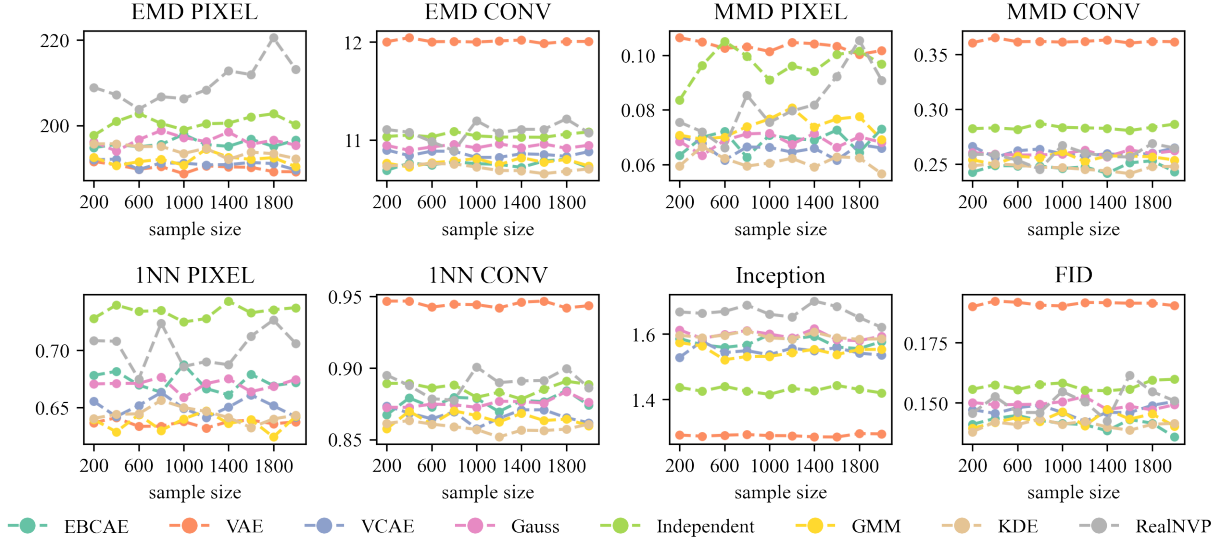 EMD PIXEL
220
200
200 600 1000 1400 1800
sample size
EMD CONV
12
11
200 600 1000 1400 1800
sample size
MMD PIXEL
0.10
0.08
0.06
200 600 1000 1400 1800
sample size
MMD CONV
0.35
0.30
0.25
200 600 1000 1400 1800
sample size
1NN PIXEL
0.70
0.65
200 600 1000 1400 1800
sample size
1NN CONV
0.95
0.90
0.85
200 600 1000 1400 1800
sample size
Inception
1.6
1.4
200 600 1000 1400 1800
sample size
FID
0.175
0.150
200 600 1000 1400 1800
sample size
EBCAE VAE VCAE Gauss Independent GMM KDE RealNVP